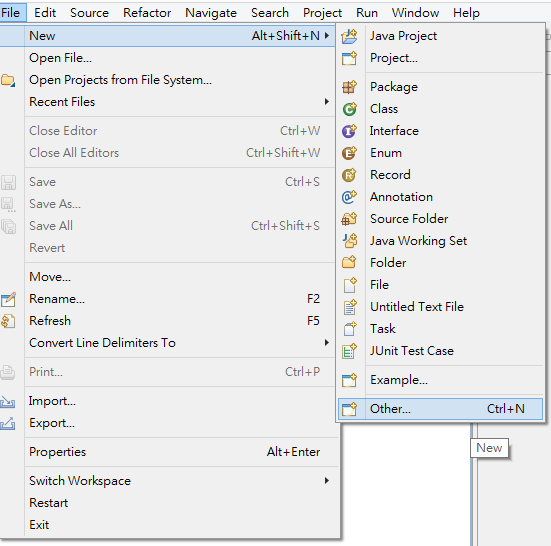 File Edit Source Refactor Navigate Search Project Run Window Help
New Alt+Shift+N
Open File...
Open Projects from File System...
Recent Files
Close Editor Ctrl+W
Close All Editors Ctrl+Shift+W
Save Ctrl+S
Save As...
Save All Ctrl+Shift+S
Revert
Move...
Rename... F2
Refresh F5
Convert Line Delimiters To
Print... Ctrl+P
Import...
Export...
Properties Alt+Enter
Switch Workspace
Restart
Exit
Java Project
Project...
Package
Class
Interface
Enum
Record
Annotation
Source Folder
Java Working Set
Folder
File
Untitled Text File
Task
JUnit Test Case
Example...
Other... Ctrl+N
New